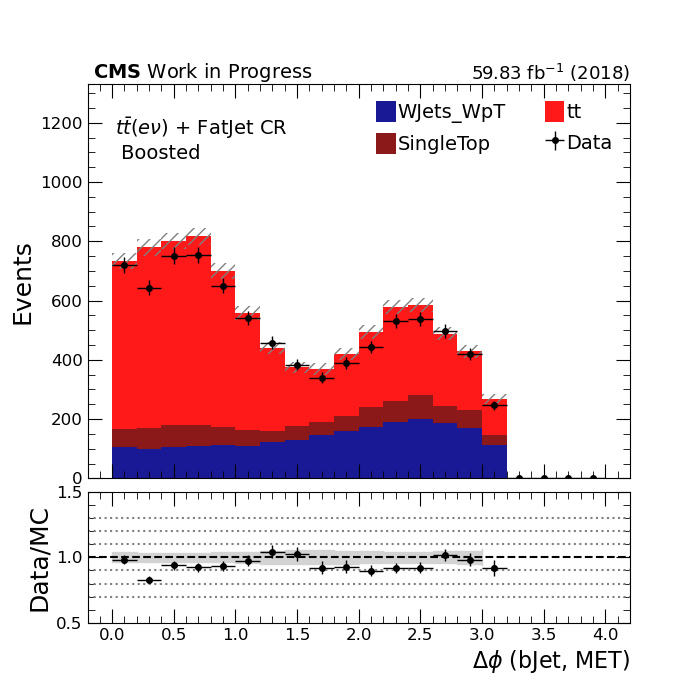 CMS Work in Progress 59.83 fb⁻¹ (2018)
tt̄(eν) + FatJet CR
Boosted
WJets_WpT tt
SingleTop Data
Events
1200
1000
800
600
400
200
0
Data/MC
1.5
1.0
0.5
0.0 0.5 1.0 1.5 2.0 2.5 3.0 3.5 4.0
Δϕ (bJet, MET)